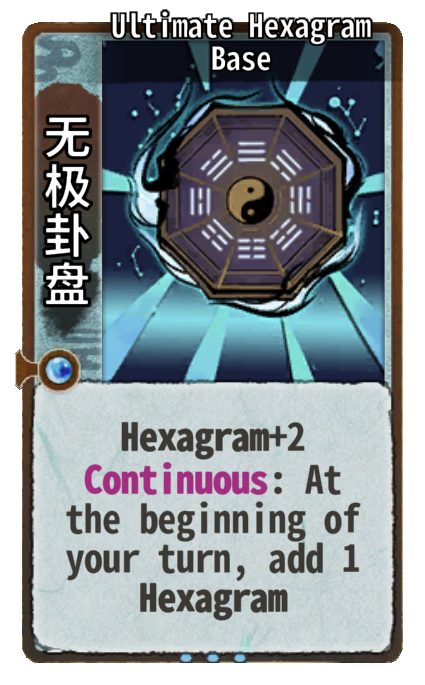 Ultimate Hexagram
Base
无极卦盘
Hexagram+2
Continuous: At
the beginning of
your turn, add 1
Hexagram